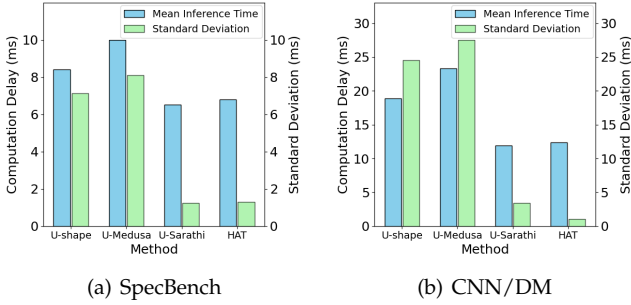 Mean Inference Time
Standard Deviation
Computation Delay (ms)
0
2
4
6
8
10
Standard Deviation (ms)
0
2
4
6
8
10
U-shape U-Medusa U-Sarathi HAT
Method
(a) SpecBench
Mean Inference Time
Standard Deviation
Computation Delay (ms)
0
5
10
15
20
25
30
Standard Deviation (ms)
0
5
10
15
20
25
30
U-shape U-Medusa U-Sarathi HAT
Method
(b) CNN/DM